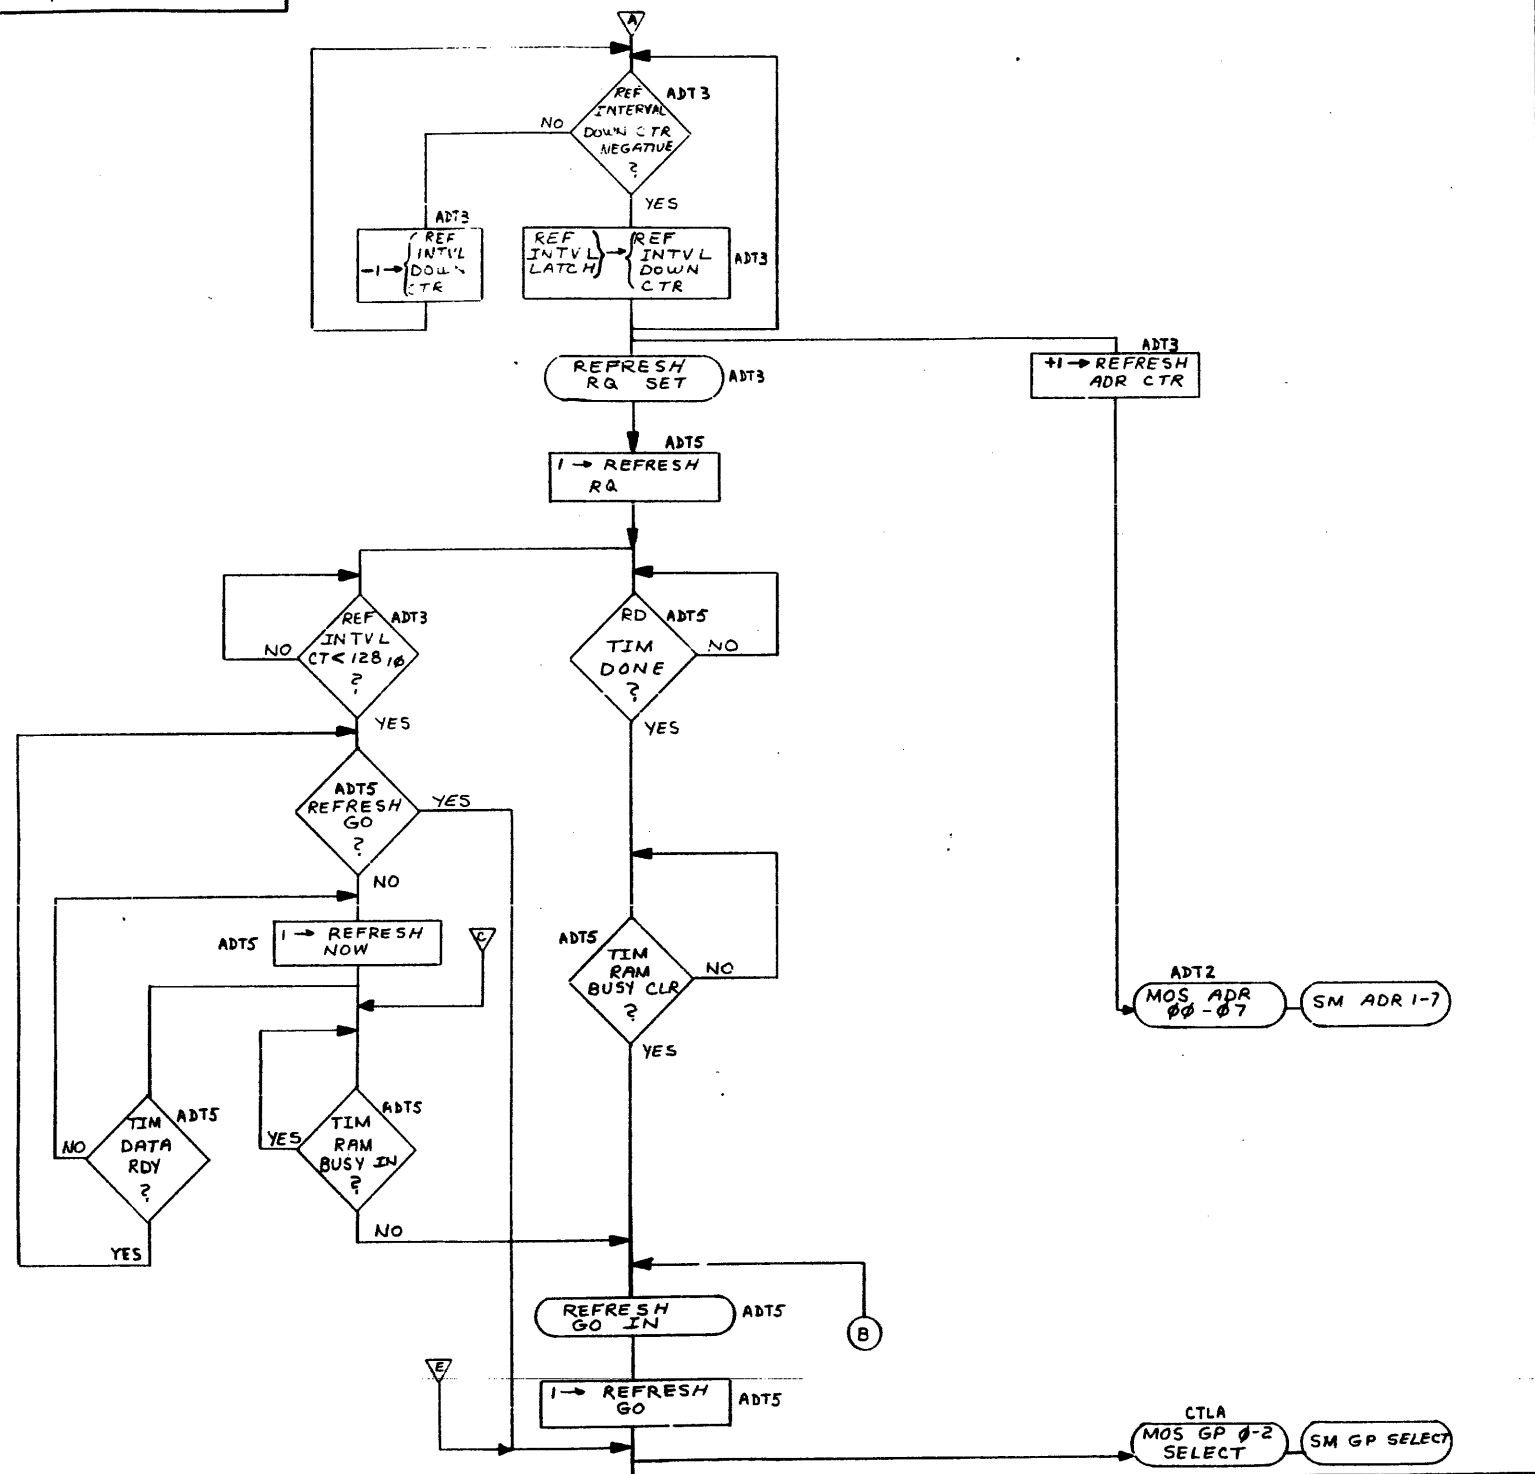 A
REF
INTERVAL
DOWN CTR
NEGATIVE
?
ADT3
NO
YES
ADT3
-1→ REF
INTVL
DOWN
CTR
REF
INTVL
LATCH
→
REF
INTVL
DOWN
CTR
ADT3
REFRESH
RQ SET
ADT3
ADT3
+1→REFRESH
ADR CTR
ADT5
1→ REFRESH
RQ
REF
INTVL
CT<128₁∅
?
ADT3
NO
YES
RD
TIM
DONE
?
ADT5
NO
YES
ADT5
REFRESH
GO
?
YES
NO
ADT5
1→ REFRESH
NOW
C
ADT5
TIM
RAM
BUSY CLR
?
NO
YES
ADT2
MOS ADR
∅∅-∅7
SM ADR 1-7
TIM
DATA
RDY
?
ADT5
NO
YES
TIM
RAM
BUSY IN
?
ADT5
YES
NO
REFRESH
GO IN
ADT5
B
E
1→ REFRESH
GO
ADT5
CTLA
MOS GP ∅-2
SELECT
SM GP SELECT